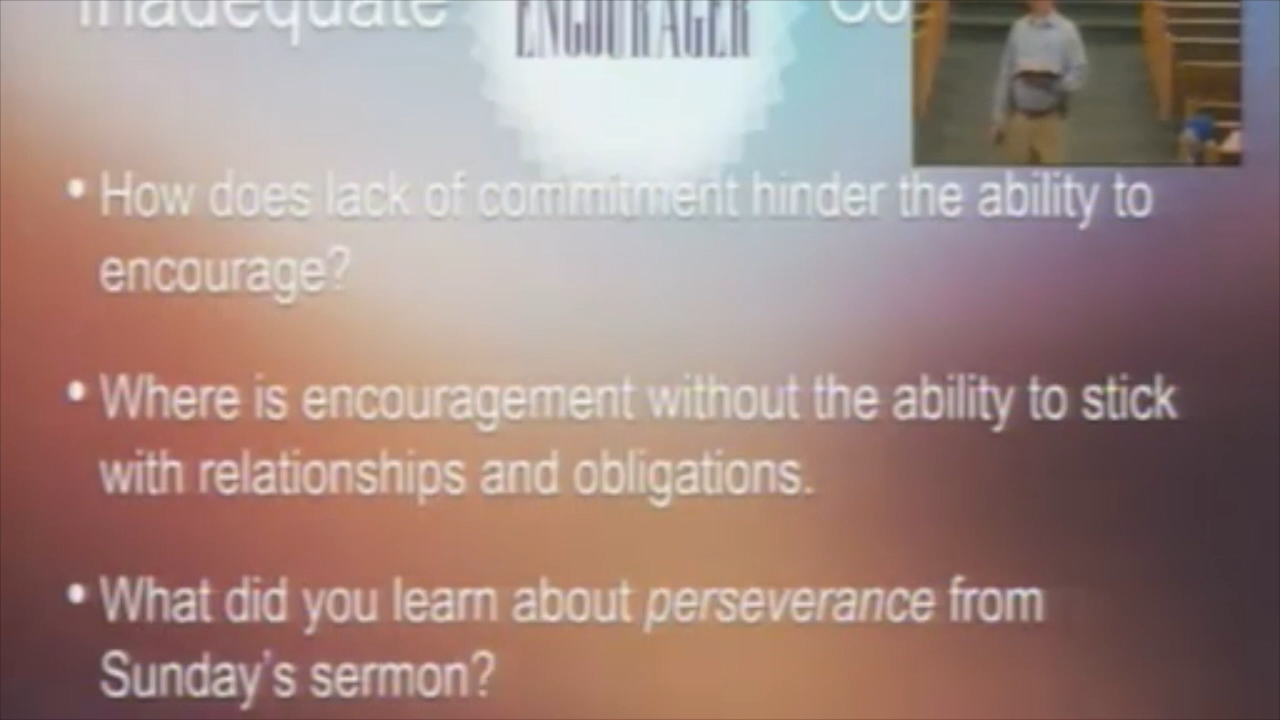 Inadequate
ENCOURAGER
Co
• How does lack of commitment hinder the ability to
encourage?
• Where is encouragement without the ability to stick
with relationships and obligations.
• What did you learn about perseverance from
Sunday's sermon?